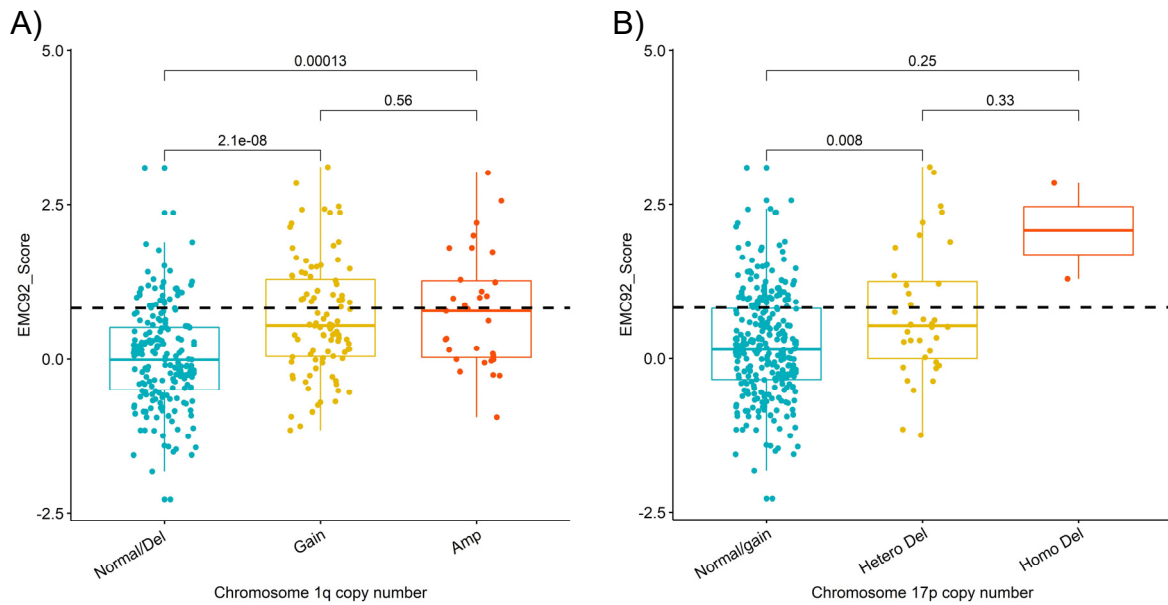 A)
5.0
2.5
0.0
-2.5
EMC92_Score
0.00013
0.56
2.1e-08
Normal/Del
Gain
Amp
Chromosome 1q copy number
B)
5.0
2.5
0.0
-2.5
EMC92_Score
0.25
0.33
0.008
Normal/gain
Hetero Del
Homo Del
Chromosome 17p copy number